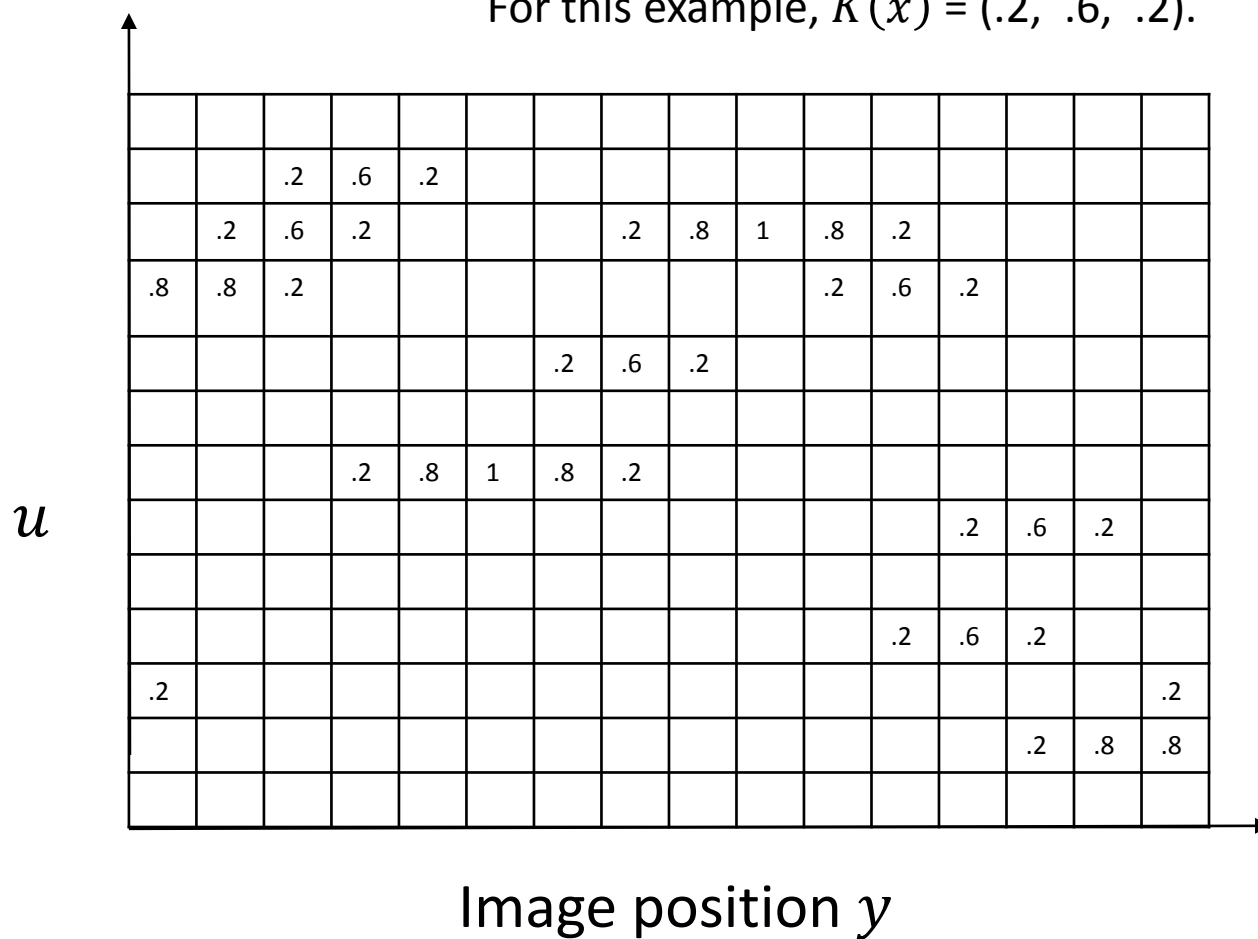 For this example, K(x) = (.2, .6, .2).
.2 .6 .2
.2 .6 .2 .2 .8 1 .8 .2
.8 .8 .2 .2 .6 .2
.2 .6 .2
.2 .8 1 .8 .2
u
.2 .6 .2
.2 .6 .2
.2 .2
.2 .8 .8
Image position y